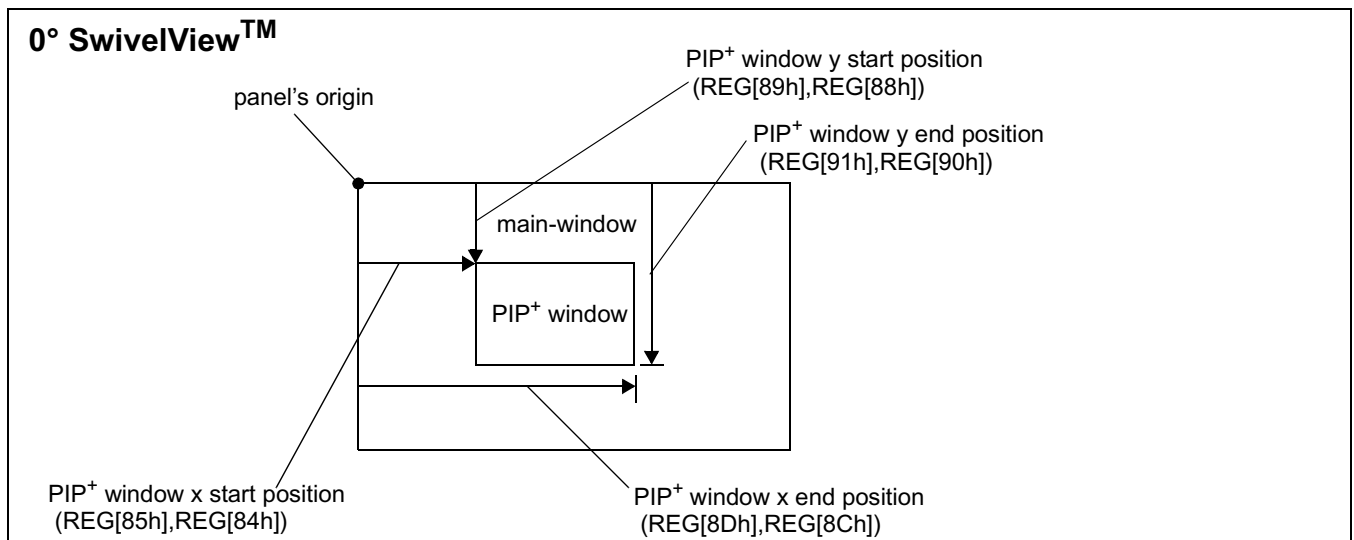 0° SwivelView™
PIP+ window y start position
(REG[89h],REG[88h])
panel's origin
PIP+ window y end position
(REG[91h],REG[90h])
main-window
PIP+ window
PIP+ window x start position
(REG[85h],REG[84h])
PIP+ window x end position
(REG[8Dh],REG[8Ch])